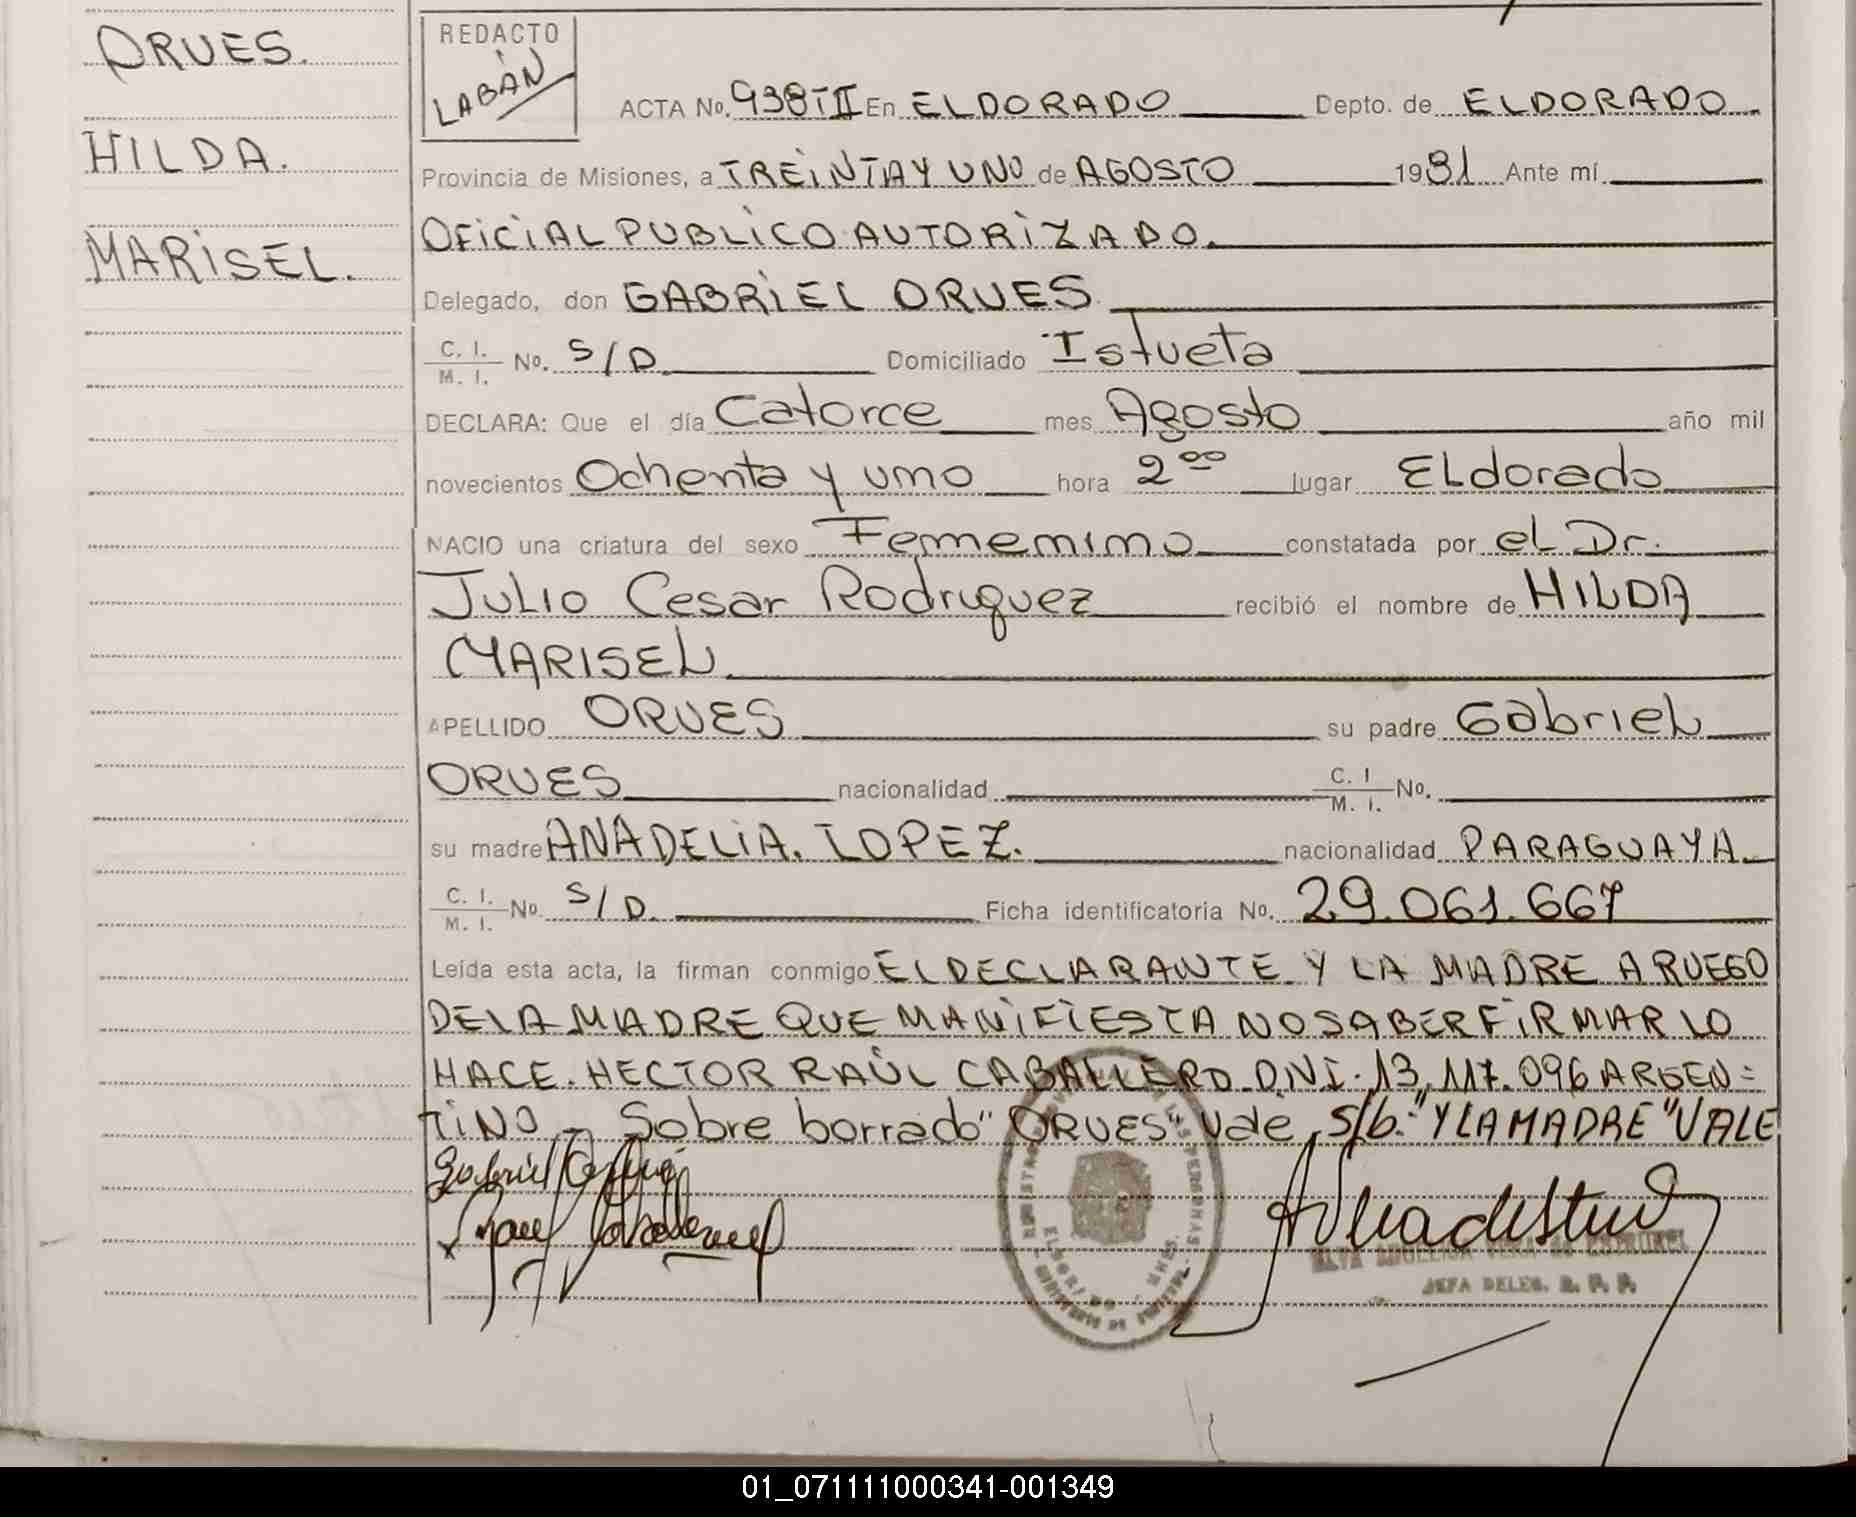 ORUES.
HILDA.
MARISEL.
REDACTO
LABÁN
ACTA No. 938TII En ELDORADO Depto. de ELDORADO
Provincia de Misiones, a TREINTA Y UNO de AGOSTO 1981 Ante mí.
OFICIAL PUBLICO AUTORIZADO.
Delegado, don GABRIEL ORUES
C. I. M. I. No. S/D Domiciliado Istueta
DECLARA: Que el día Catorce mes Agosto año mil
novecientos Ochenta y uno hora 2 00 lugar ELdorado
NACIO una criatura del sexo Femenino constatada por el Dr.
Julio Cesar Rodriguez recibió el nombre de HILDA
MARISEL
APELLIDO ORUES su padre Gabriel
ORUES nacionalidad C. I M. I. No.
su madre ANADELIA. LOPEZ. nacionalidad PARAGUAYA
C. I. M. I. No. S/D. Ficha identificatoria No. 29.061.667
Leída esta acta, la firman conmigo EL DECLARANTE Y LA MADRE A RUEGO
DE LA MADRE QUE MANIFIESTA NO SABER FIRMAR LO
HACE. HECTOR RAÚL CABALLERO DNI. 13.117.096 ARGEN=
TINO - Sobre borrado "ORUES" Vale. S/b. "Y LA MADRE" VALE
JEFA DELEG. R. P. P.
01_071111000341-001349